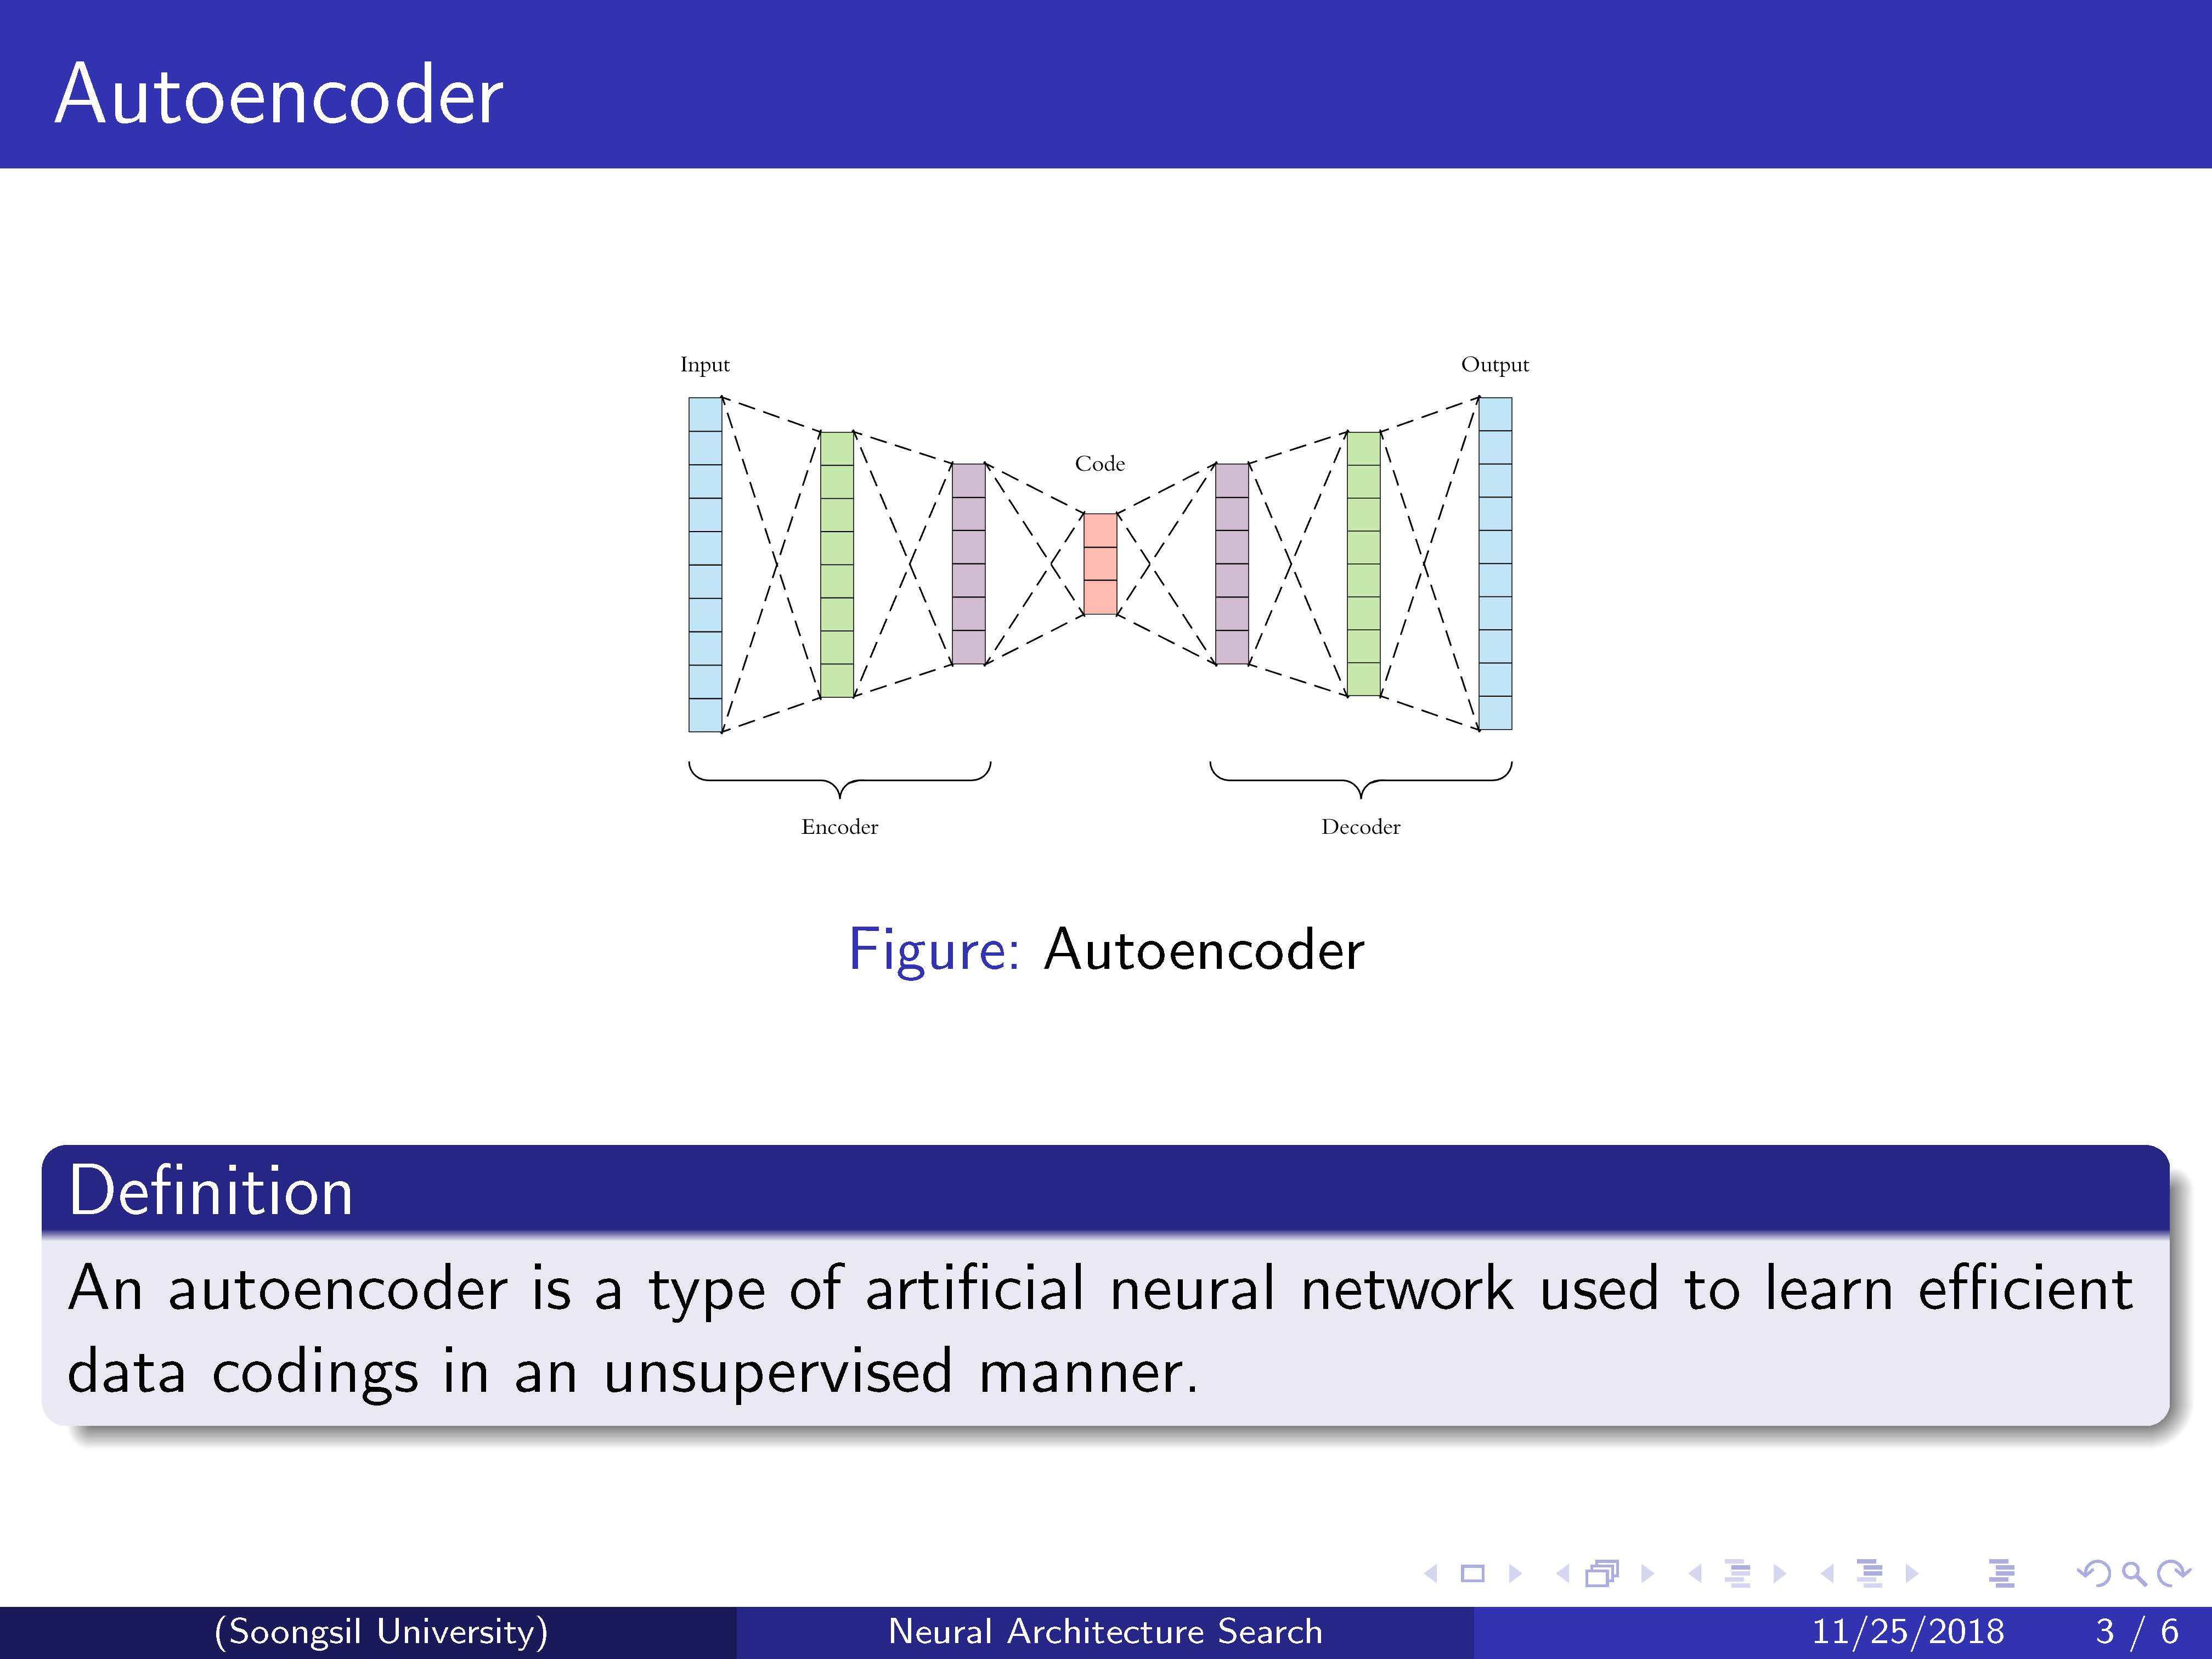 Autoencoder
Input
Output
Code
Encoder
Decoder
Figure: Autoencoder
Definition
An autoencoder is a type of artificial neural network used to learn efficient
data codings in an unsupervised manner.
(Soongsil University)
Neural Architecture Search
11/25/2018
3 / 6